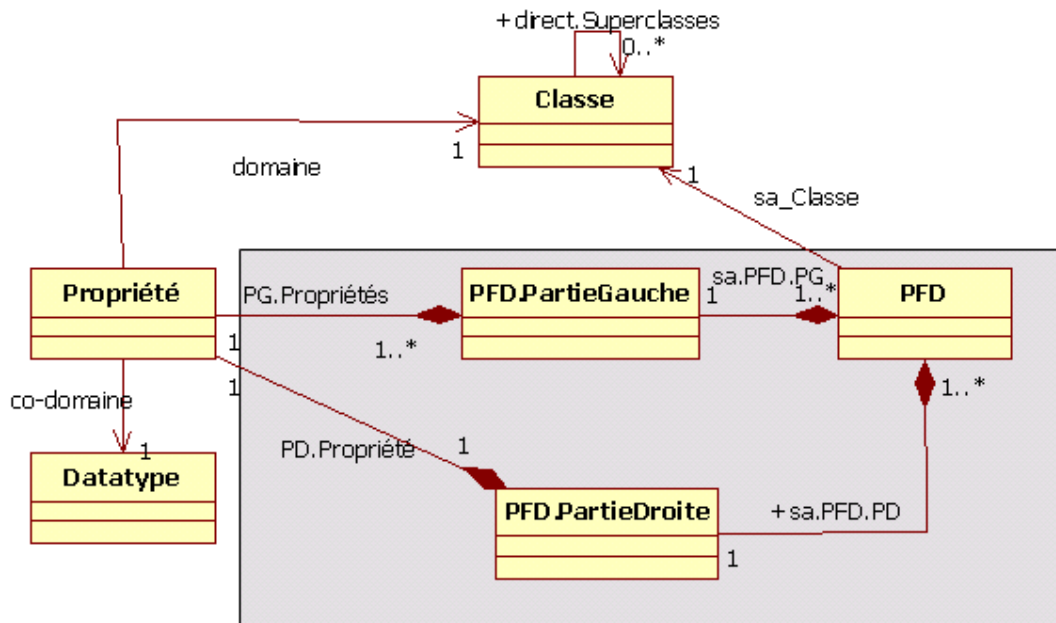 + direct.Superclasses
0..*
Classe
1
domaine
1
sa_Classe
Propriété
PG.Propriétés
PFD.PartieGauche
sa.PFD.PG
1
1..*
PFD
1
1..*
1
1..*
co-domaine
1
PD.Propriété
1
Datatype
PFD.PartieDroite
+ sa.PFD.PD
1